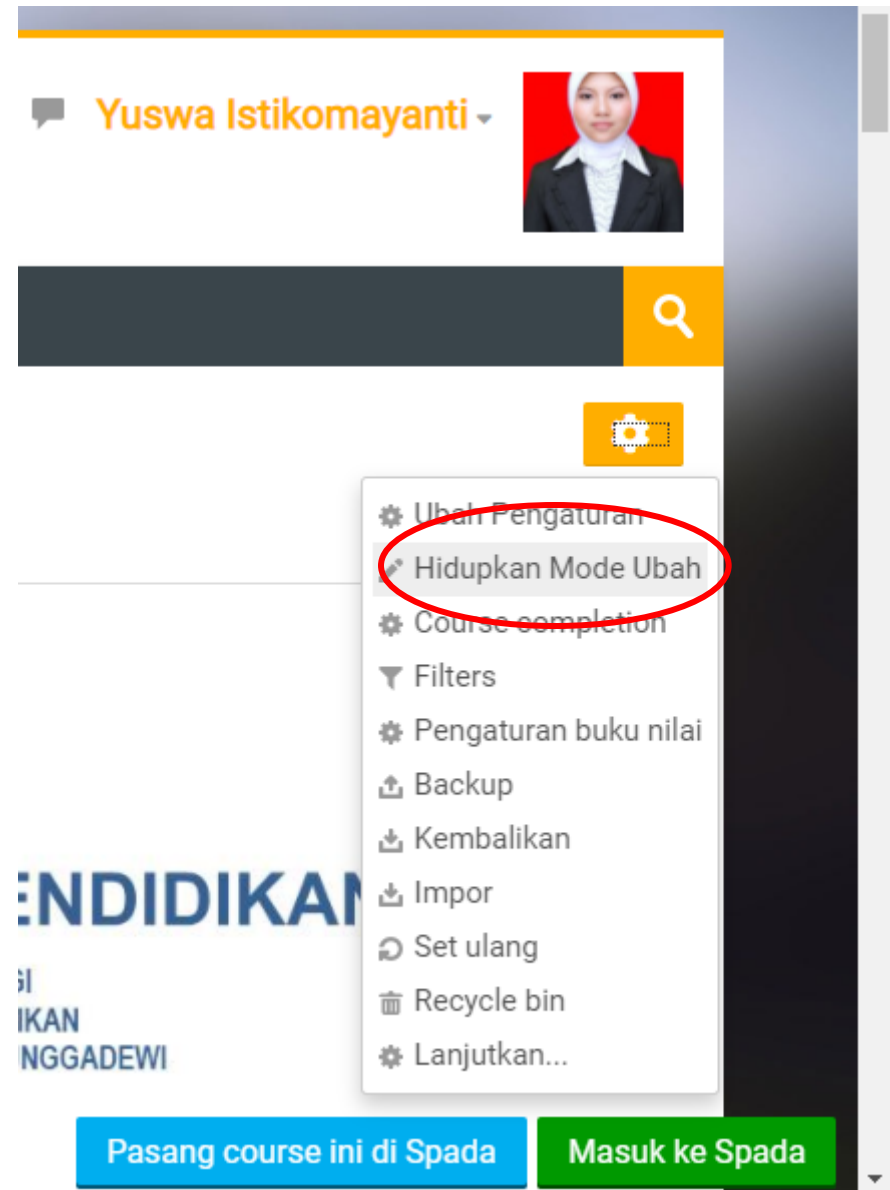 Yuswa Istikomayanti
Ubah Pengaturan
Hidupkan Mode Ubah
Course completion
Filters
Pengaturan buku nilai
Backup
Kembalikan
Impor
Set ulang
Recycle bin
Lanjutkan...
ENDIDIKAN
GI
IKAN
NGGADEWI
Pasang course ini di Spada
Masuk ke Spada